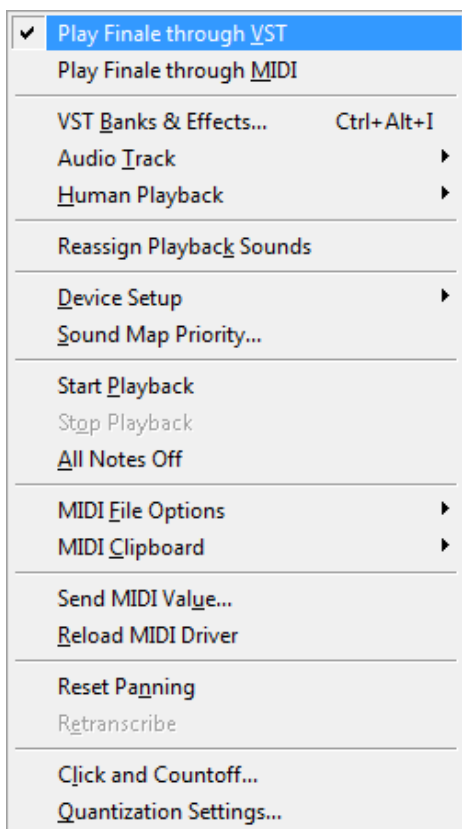 Play Finale through VST
Play Finale through MIDI
VST Banks & Effects... Ctrl+Alt+I
Audio Track
Human Playback
Reassign Playback Sounds
Device Setup
Sound Map Priority...
Start Playback
Stop Playback
All Notes Off
MIDI File Options
MIDI Clipboard
Send MIDI Value...
Reload MIDI Driver
Reset Panning
Retranscribe
Click and Countoff...
Quantization Settings...